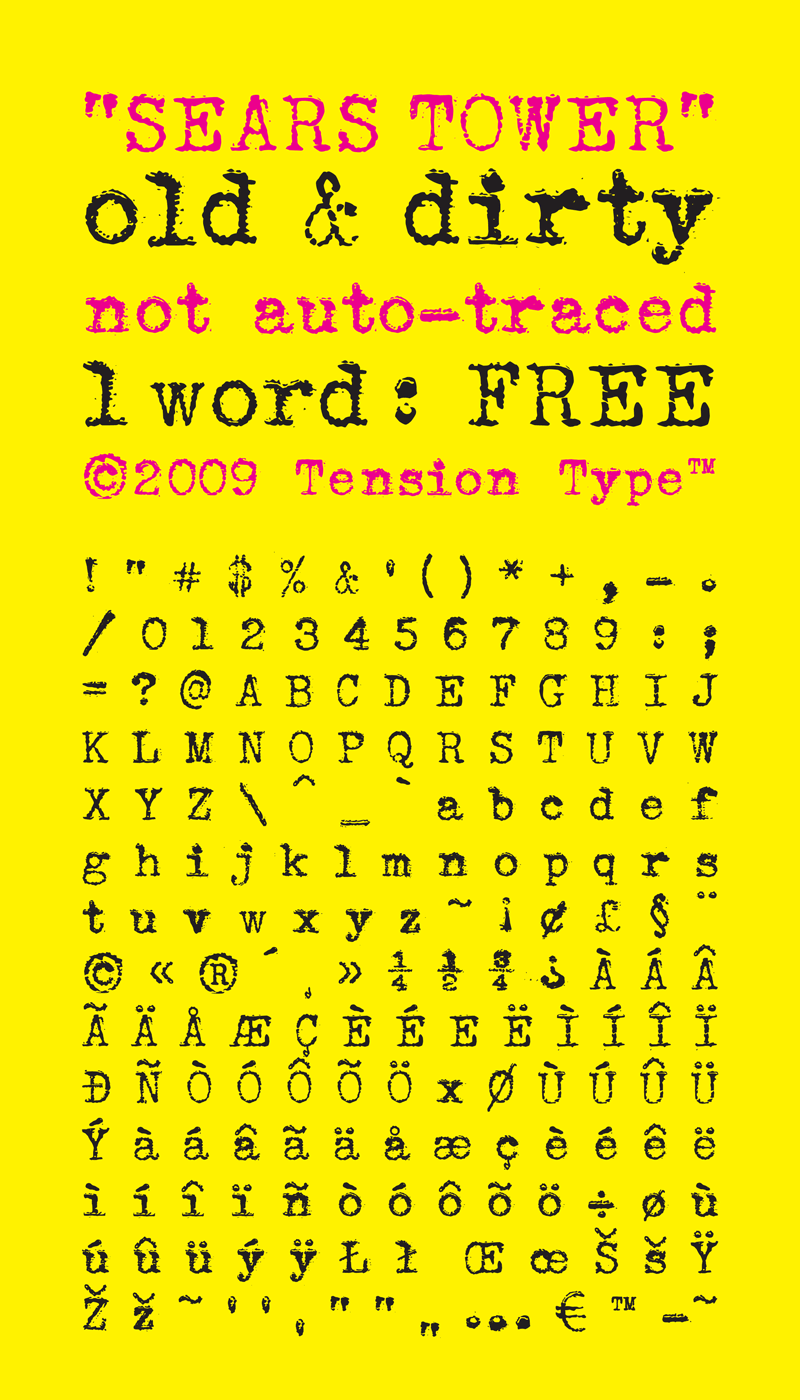 "SEARS TOWER"
old & dirty
not auto-traced
1 word: FREE
©2009 Tension Type™
! " # $ % & ' ( ) * + , - .
/ 0 1 2 3 4 5 6 7 8 9 : ;
= ? @ A B C D E F G H I J
K L M N O P Q R S T U V W
X Y Z \ ^ _ ` a b c d e f
g h i j k l m n o p q r s
t u v w x y z ~ ¡ ¢ £ § ¨
© « ® ´ ¸ » ¼ ½ ¾ ¿ À Á Â
Ã Ä Å Æ Ç È É E Ë Ì Í Î Ï
Ð Ñ Ò Ó Ô Õ Ö x Ø Ù Ú Û Ü
Ý à á â ã ä å æ ç è é ê ë
ì í î ï ñ ò ó ô õ ö ÷ ø ù
ú û ü ý ÿ Ł ł Œ œ Š š Ÿ
Ž ž ~ ‘ ’ ‚ “ ” „ … € ™ – ~